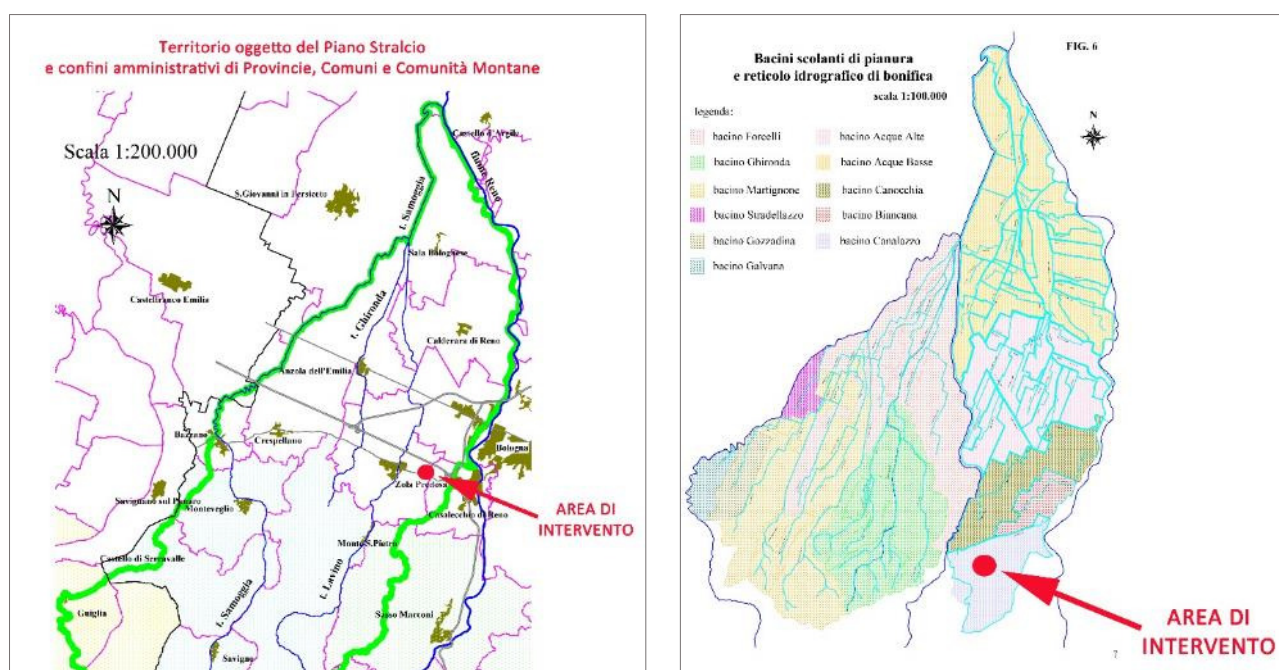 Territorio oggetto del Piano Stralcio
e confini amministrativi di Provincie, Comuni e Comunità Montane
Scala 1:200.000
N
Castello d'Argile
fiume Reno
S.Giovanni in Persiceto
t. Samoggia
Sala Bolognese
Castelfranco Emilia
t. Ghironda
Calderara di Reno
Anzola dell'Emilia
Bazzano
Crespellano
Bologna
Zola Predosa
Savignano sul Panaro
Monteveglio
Casalecchio di Reno
AREA DI
INTERVENTO
Monte S.Pietro
Castello di Serravalle
t. Lavino
Guiglia
t. Samoggia
Sasso Marconi
Savigno
FIG. 6
Bacini scolanti di pianura
e reticolo idrografico di bonifica
scala 1:100.000
legenda:
N
bacino Forcelli
bacino Acque Alte
bacino Ghironda
bacino Acque Basse
bacino Martignone
bacino Canocchia
bacino Stradellazzo
bacino Biancana
bacino Gozzadina
bacino Canalazzo
bacino Galvana
AREA DI
INTERVENTO
7